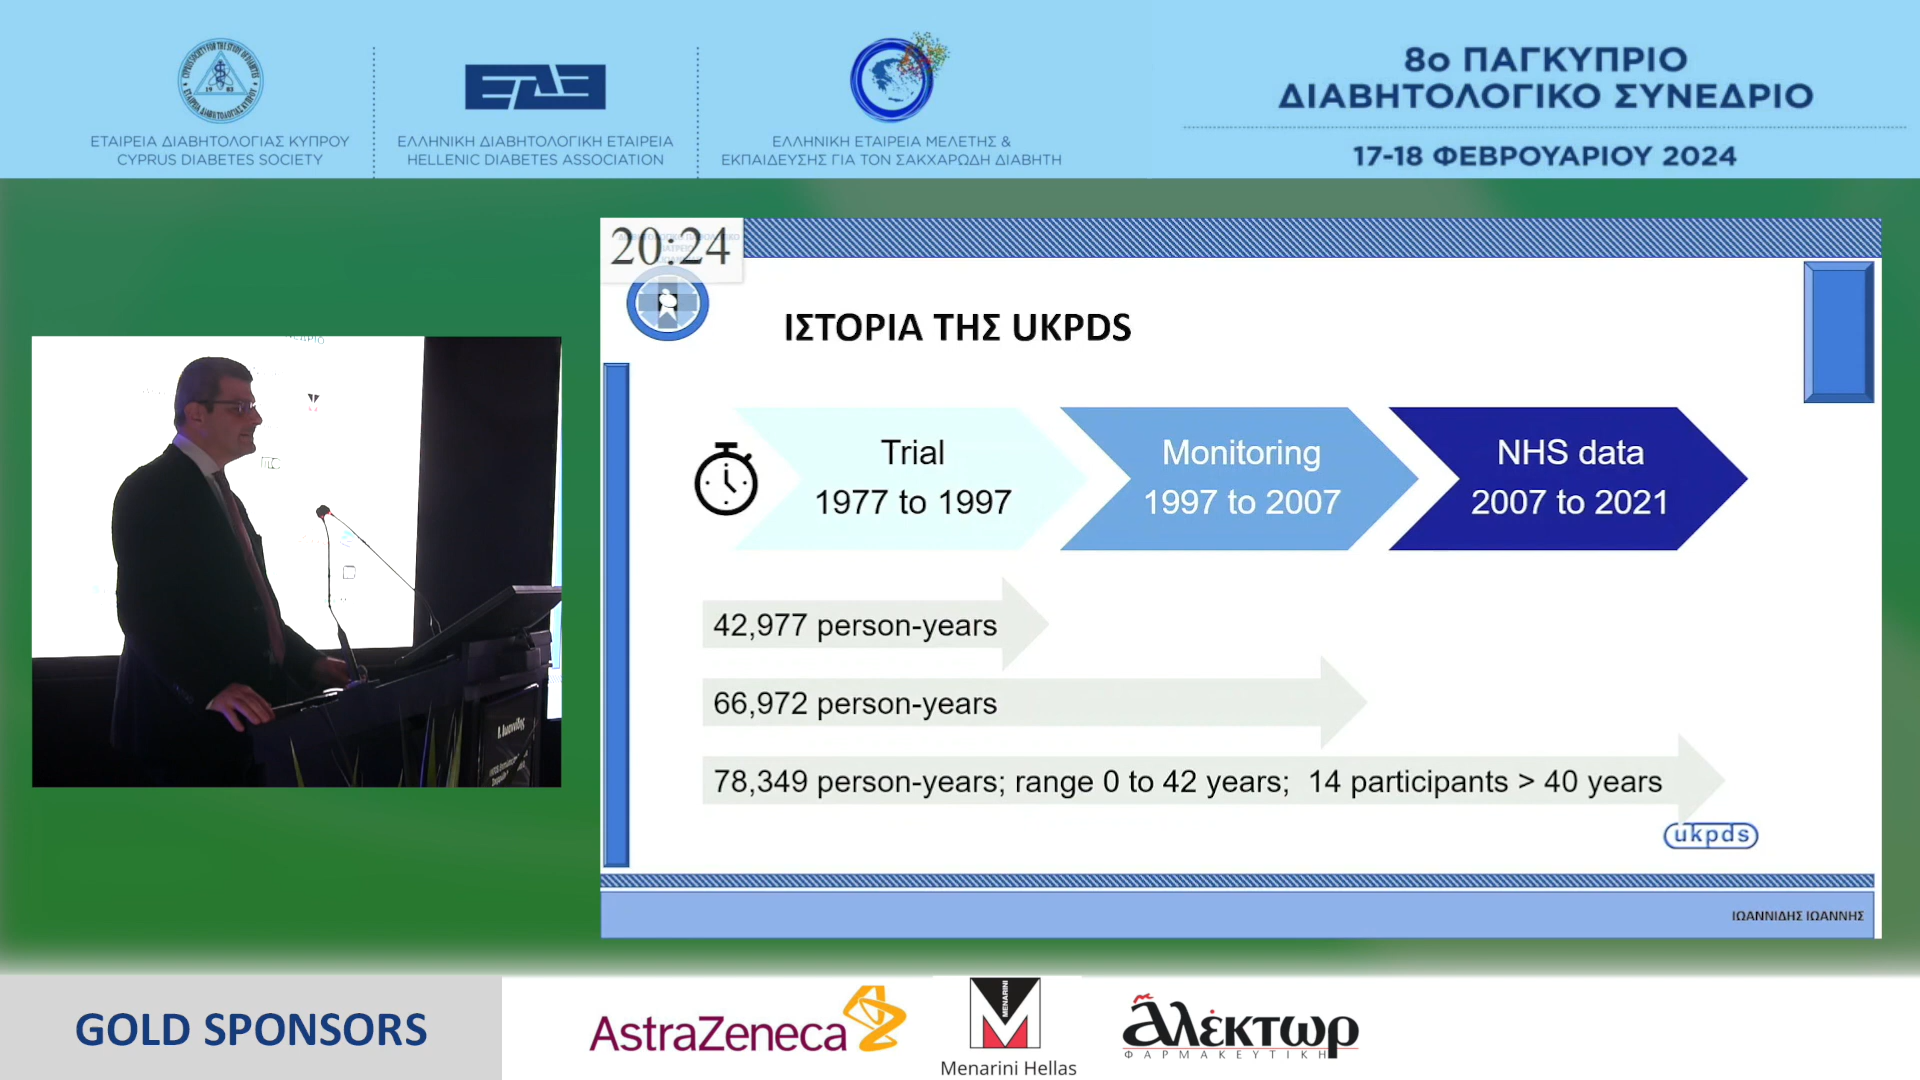 ΕΤΑΙΡΕΙΑ ΔΙΑΒΗΤΟΛΟΓΙΑΣ ΚΥΠΡΟΥ
CYPRUS DIABETES SOCIETY
ΕΔΕ
ΕΛΛΗΝΙΚΗ ΔΙΑΒΗΤΟΛΟΓΙΚΗ ΕΤΑΙΡΕΙΑ
HELLENIC DIABETES ASSOCIATION
ΕΛΛΗΝΙΚΗ ΕΤΑΙΡΕΙΑ ΜΕΛΕΤΗΣ &
ΕΚΠΑΙΔΕΥΣΗΣ ΓΙΑ ΤΟΝ ΣΑΚΧΑΡΩΔΗ ΔΙΑΒΗΤΗ
8ο ΠΑΓΚΥΠΡΙΟ
ΔΙΑΒΗΤΟΛΟΓΙΚΟ ΣΥΝΕΔΡΙΟ
17-18 ΦΕΒΡΟΥΑΡΙΟΥ 2024
20:24
ΙΣΤΟΡΙΑ ΤΗΣ UKPDS
Trial
1977 to 1997
Monitoring
1997 to 2007
NHS data
2007 to 2021
42,977 person-years
66,972 person-years
78,349 person-years; range 0 to 42 years; 14 participants > 40 years
ukpds
ΙΩΑΝΝΙΔΗΣ ΙΩΑΝΝΗΣ
GOLD SPONSORS
AstraZeneca
MENARINI
Menarini Hellas
ἀλέκτωρ
ΦΑΡΜΑΚΕΥΤΙΚΗ